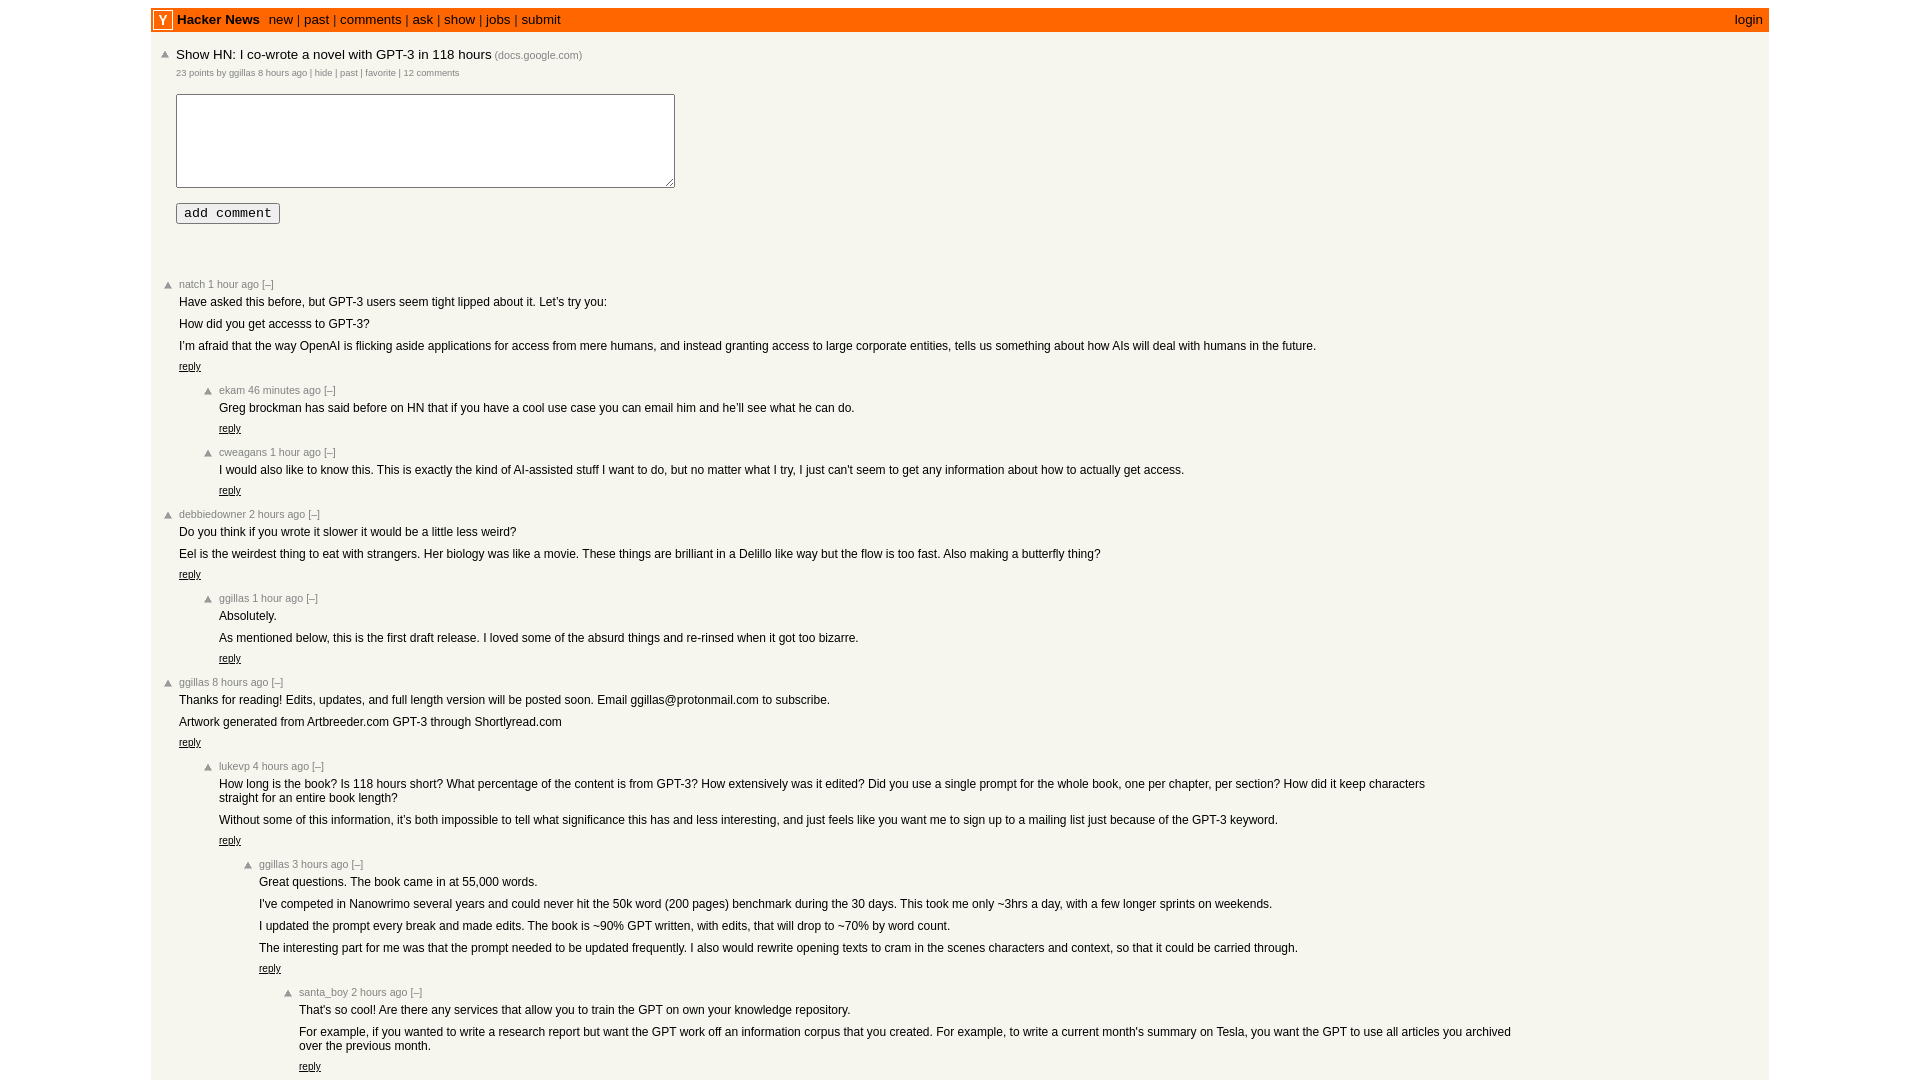 Y Hacker News new | past | comments | ask | show | jobs | submit login
Show HN: I co-wrote a novel with GPT-3 in 118 hours (docs.google.com)
23 points by ggillas 8 hours ago | hide | past | favorite | 12 comments
add comment
natch 1 hour ago [–]
Have asked this before, but GPT-3 users seem tight lipped about it. Let’s try you:
How did you get accesss to GPT-3?
I’m afraid that the way OpenAI is flicking aside applications for access from mere humans, and instead granting access to large corporate entities, tells us something about how AIs will deal with humans in the future.
reply
ekam 46 minutes ago [–]
Greg brockman has said before on HN that if you have a cool use case you can email him and he’ll see what he can do.
reply
cweagans 1 hour ago [–]
I would also like to know this. This is exactly the kind of AI-assisted stuff I want to do, but no matter what I try, I just can't seem to get any information about how to actually get access.
reply
debbiedowner 2 hours ago [–]
Do you think if you wrote it slower it would be a little less weird?
Eel is the weirdest thing to eat with strangers. Her biology was like a movie. These things are brilliant in a Delillo like way but the flow is too fast. Also making a butterfly thing?
reply
ggillas 1 hour ago [–]
Absolutely.
As mentioned below, this is the first draft release. I loved some of the absurd things and re-rinsed when it got too bizarre.
reply
ggillas 8 hours ago [–]
Thanks for reading! Edits, updates, and full length version will be posted soon. Email ggillas@protonmail.com to subscribe.
Artwork generated from Artbreeder.com GPT-3 through Shortlyread.com
reply
lukevp 4 hours ago [–]
How long is the book? Is 118 hours short? What percentage of the content is from GPT-3? How extensively was it edited? Did you use a single prompt for the whole book, one per chapter, per section? How did it keep characters
straight for an entire book length?
Without some of this information, it’s both impossible to tell what significance this has and less interesting, and just feels like you want me to sign up to a mailing list just because of the GPT-3 keyword.
reply
ggillas 3 hours ago [–]
Great questions. The book came in at 55,000 words.
I've competed in Nanowrimo several years and could never hit the 50k word (200 pages) benchmark during the 30 days. This took me only ~3hrs a day, with a few longer sprints on weekends.
I updated the prompt every break and made edits. The book is ~90% GPT written, with edits, that will drop to ~70% by word count.
The interesting part for me was that the prompt needed to be updated frequently. I also would rewrite opening texts to cram in the scenes characters and context, so that it could be carried through.
reply
santa_boy 2 hours ago [–]
That's so cool! Are there any services that allow you to train the GPT on own your knowledge repository.
For example, if you wanted to write a research report but want the GPT work off an information corpus that you created. For example, to write a current month's summary on Tesla, you want the GPT to use all articles you archived
over the previous month.
reply